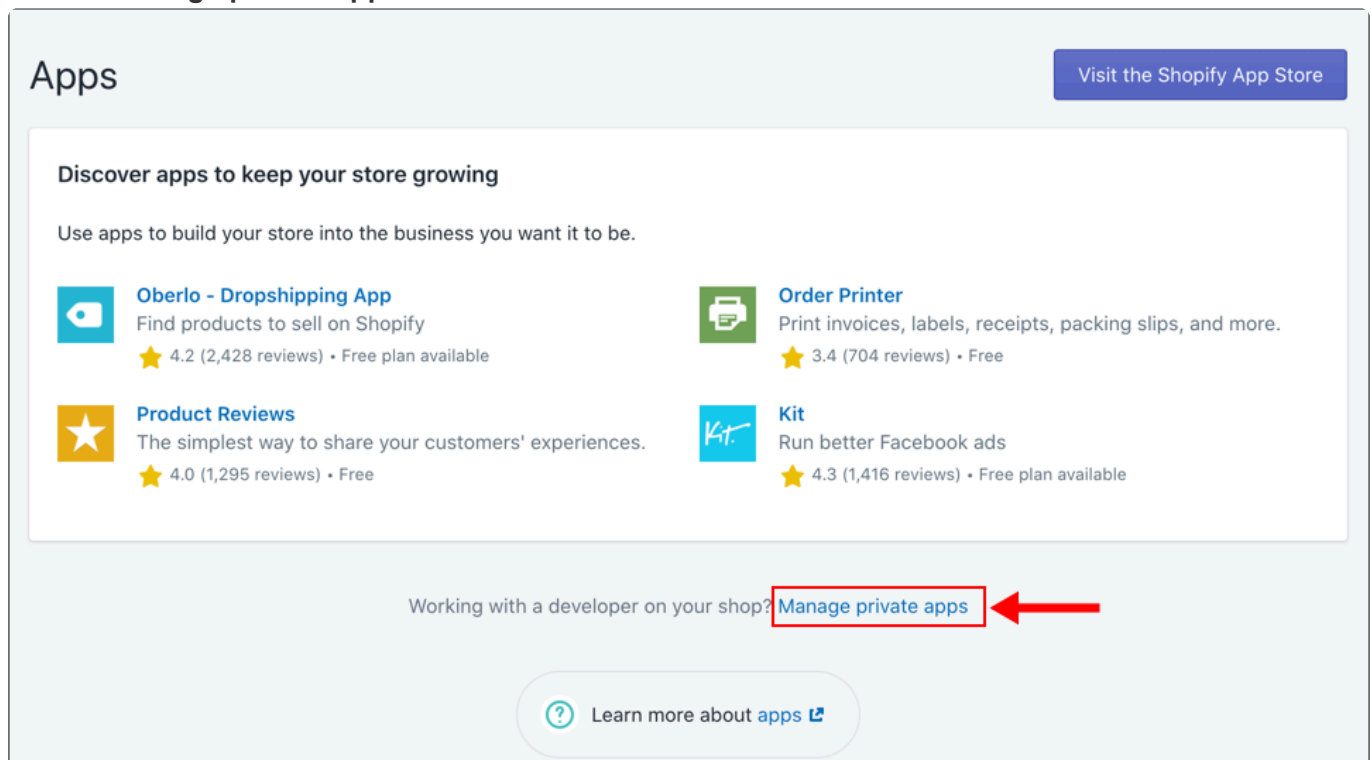 Apps
Visit the Shopify App Store
Discover apps to keep your store growing
Use apps to build your store into the business you want it to be.
Oberlo - Dropshipping App
Find products to sell on Shopify
4.2 (2,428 reviews) • Free plan available
Order Printer
Print invoices, labels, receipts, packing slips, and more.
3.4 (704 reviews) • Free
Product Reviews
The simplest way to share your customers' experiences.
4.0 (1,295 reviews) • Free
Kit.
Kit
Run better Facebook ads
4.3 (1,416 reviews) • Free plan available
Working with a developer on your shop? Manage private apps
Learn more about apps